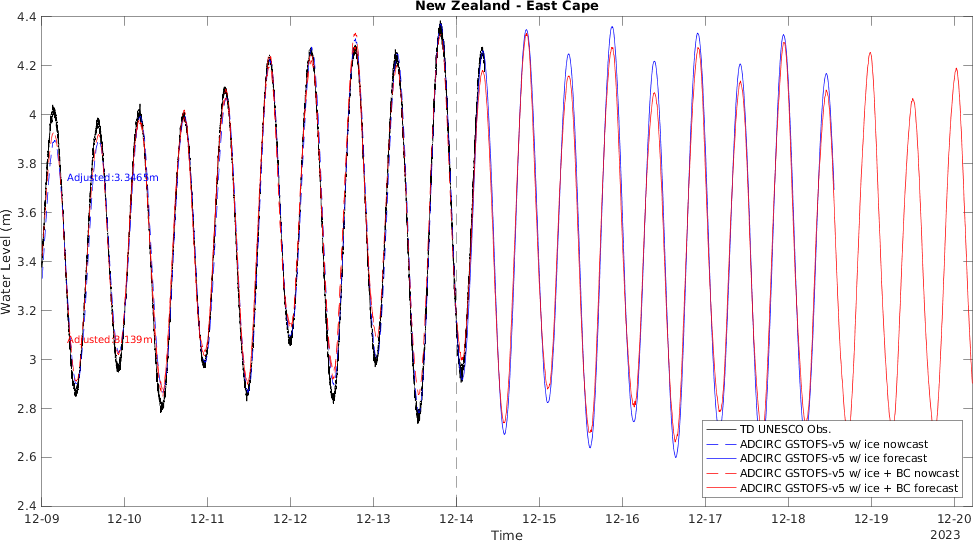 New Zealand - East Cape
4.4
4.2
4
3.8
3.6
3.4
3.2
3
2.8
2.6
2.4
Water Level (m)
Adjusted:3.3465m
Adjusted:3.139m
TD UNESCO Obs.
ADCIRC GSTOFS-v5 w/ ice nowcast
ADCIRC GSTOFS-v5 w/ ice forecast
ADCIRC GSTOFS-v5 w/ ice + BC nowcast
ADCIRC GSTOFS-v5 w/ ice + BC forecast
12-09 12-10 12-11 12-12 12-13 12-14 12-15 12-16 12-17 12-18 12-19 12-20
Time
2023